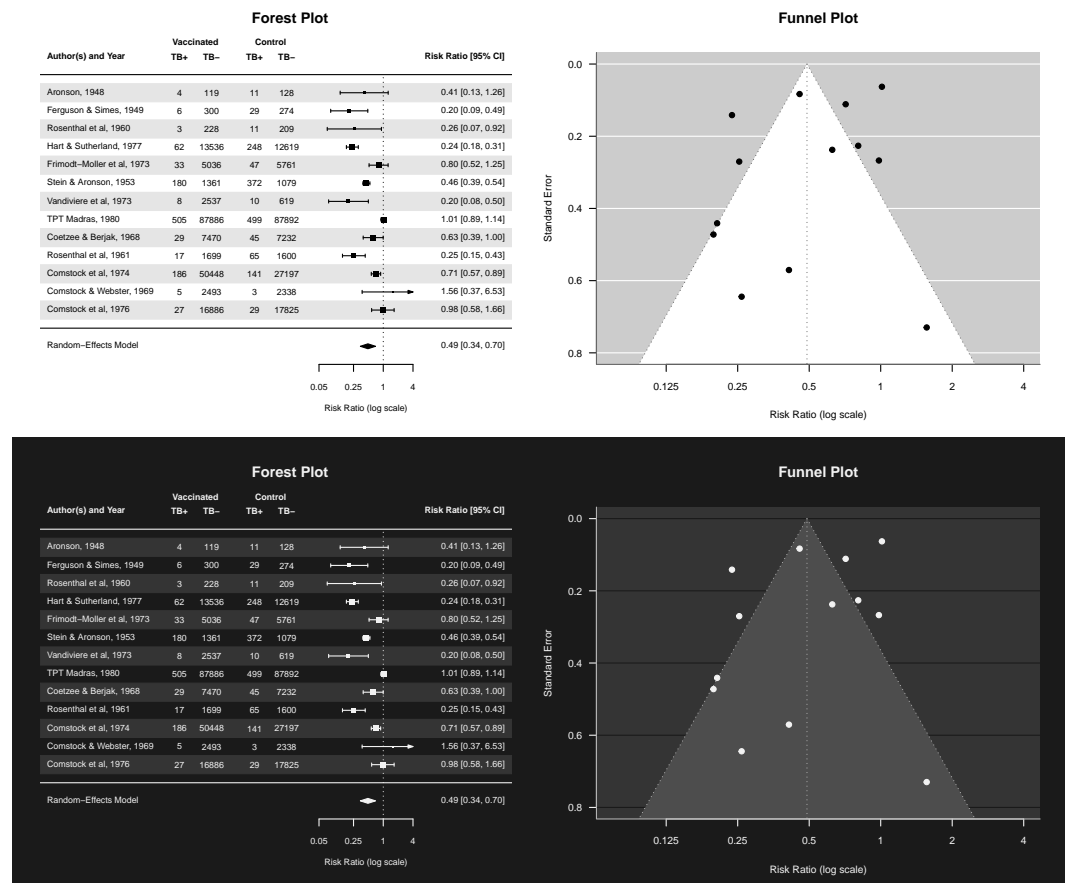 Forest Plot
Vaccinated Control
Author(s) and Year TB+ TB− TB+ TB− Risk Ratio [95% CI]
Aronson, 1948 4 119 11 128 0.41 [0.13, 1.26]
Ferguson & Simes, 1949 6 300 29 274 0.20 [0.09, 0.49]
Rosenthal et al, 1960 3 228 11 209 0.26 [0.07, 0.92]
Hart & Sutherland, 1977 62 13536 248 12619 0.24 [0.18, 0.31]
Frimodt−Moller et al, 1973 33 5036 47 5761 0.80 [0.52, 1.25]
Stein & Aronson, 1953 180 1361 372 1079 0.46 [0.39, 0.54]
Vandiviere et al, 1973 8 2537 10 619 0.20 [0.08, 0.50]
TPT Madras, 1980 505 87886 499 87892 1.01 [0.89, 1.14]
Coetzee & Berjak, 1968 29 7470 45 7232 0.63 [0.39, 1.00]
Rosenthal et al, 1961 17 1699 65 1600 0.25 [0.15, 0.43]
Comstock et al, 1974 186 50448 141 27197 0.71 [0.57, 0.89]
Comstock & Webster, 1969 5 2493 3 2338 1.56 [0.37, 6.53]
Comstock et al, 1976 27 16886 29 17825 0.98 [0.58, 1.66]
Random−Effects Model 0.49 [0.34, 0.70]
0.05 0.25 1 4
Risk Ratio (log scale)
Funnel Plot
Standard Error
0.0
0.2
0.4
0.6
0.8
0.125 0.25 0.5 1 2 4
Risk Ratio (log scale)
Forest Plot
Vaccinated Control
Author(s) and Year TB+ TB− TB+ TB− Risk Ratio [95% CI]
Aronson, 1948 4 119 11 128 0.41 [0.13, 1.26]
Ferguson & Simes, 1949 6 300 29 274 0.20 [0.09, 0.49]
Rosenthal et al, 1960 3 228 11 209 0.26 [0.07, 0.92]
Hart & Sutherland, 1977 62 13536 248 12619 0.24 [0.18, 0.31]
Frimodt−Moller et al, 1973 33 5036 47 5761 0.80 [0.52, 1.25]
Stein & Aronson, 1953 180 1361 372 1079 0.46 [0.39, 0.54]
Vandiviere et al, 1973 8 2537 10 619 0.20 [0.08, 0.50]
TPT Madras, 1980 505 87886 499 87892 1.01 [0.89, 1.14]
Coetzee & Berjak, 1968 29 7470 45 7232 0.63 [0.39, 1.00]
Rosenthal et al, 1961 17 1699 65 1600 0.25 [0.15, 0.43]
Comstock et al, 1974 186 50448 141 27197 0.71 [0.57, 0.89]
Comstock & Webster, 1969 5 2493 3 2338 1.56 [0.37, 6.53]
Comstock et al, 1976 27 16886 29 17825 0.98 [0.58, 1.66]
Random−Effects Model 0.49 [0.34, 0.70]
0.05 0.25 1 4
Risk Ratio (log scale)
Funnel Plot
Standard Error
0.0
0.2
0.4
0.6
0.8
0.125 0.25 0.5 1 2 4
Risk Ratio (log scale)